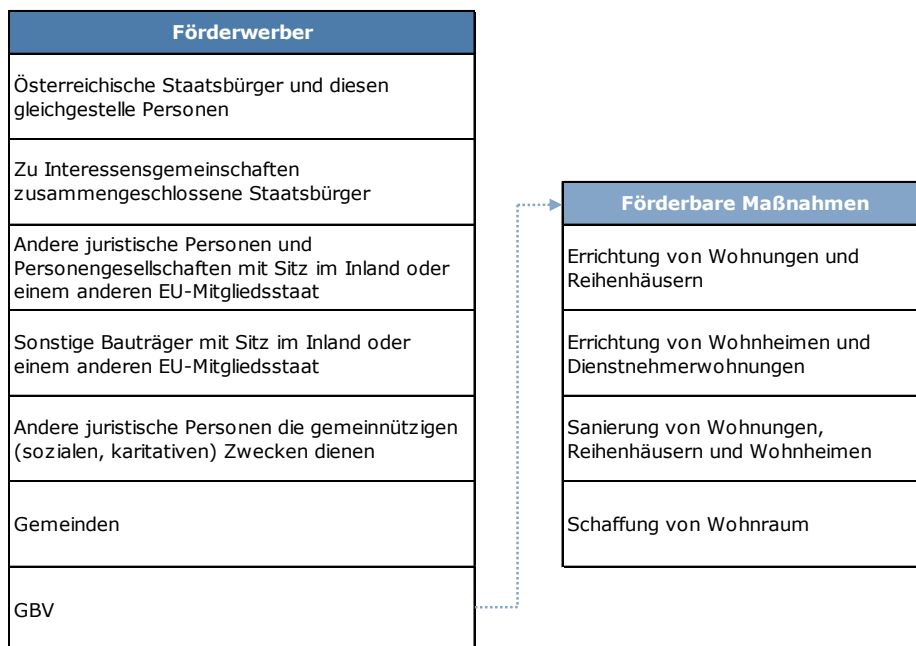 Förderwerber
Österreichische Staatsbürger und diesen
gleichgestelle Personen
Zu Interessensgemeinschaften
zusammengeschlossene Staatsbürger
Andere juristische Personen und
Personengesellschaften mit Sitz im Inland oder
einem anderen EU-Mitgliedsstaat
Sonstige Bauträger mit Sitz im Inland oder
einem anderen EU-Mitgliedsstaat
Andere juristische Personen die gemeinnützigen
(sozialen, karitativen) Zwecken dienen
Gemeinden
GBV
Förderbare Maßnahmen
Errichtung von Wohnungen und
Reihenhäusern
Errichtung von Wohnheimen und
Dienstnehmerwohnungen
Sanierung von Wohnungen,
Reihenhäusern und Wohnheimen
Schaffung von Wohnraum